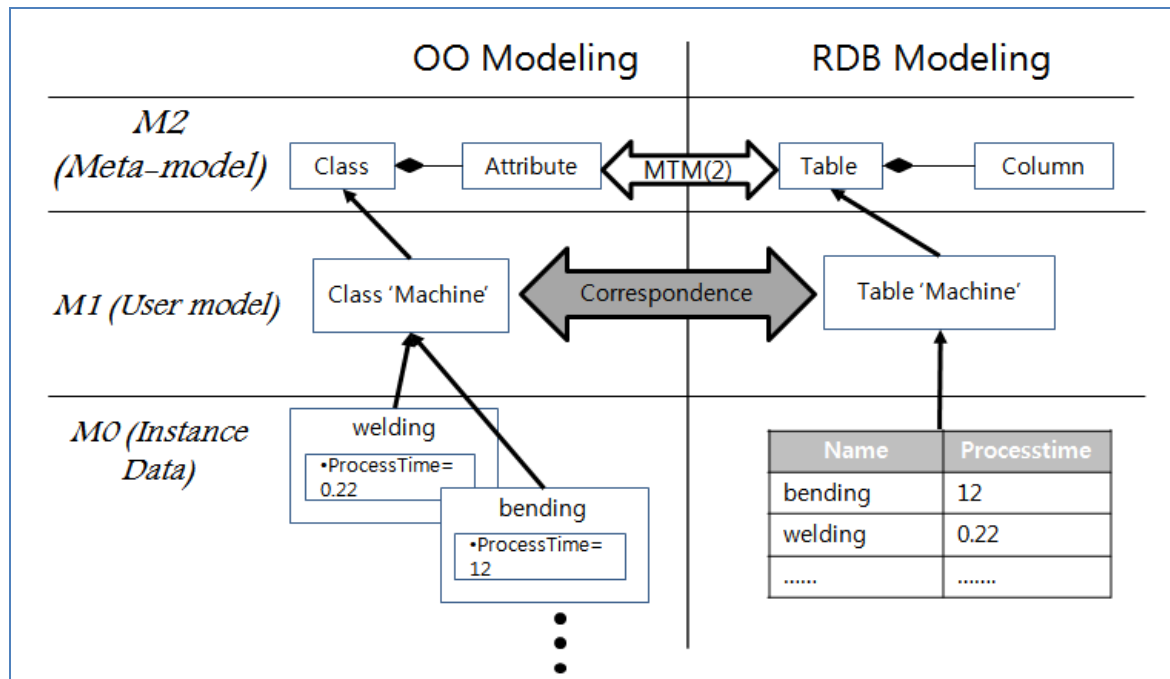 OO Modeling
RDB Modeling
M2
(Meta-model)
Class
Attribute
MTM(2)
Table
Column
M1 (User model)
Class ‘Machine’
Correspondence
Table ‘Machine’
M0 (Instance
Data)
welding
•ProcessTime=
0.22
bending
•ProcessTime=
12
Name Processtime
bending 12
welding 0.22
...... .......